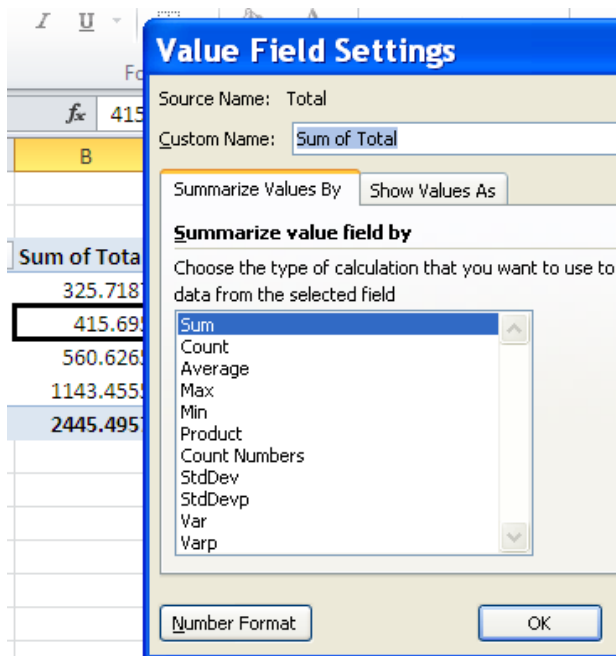 I U
Value Field Settings
Source Name: Total
fx 415
Custom Name: Sum of Total
B
Summarize Values By Show Values As
Summarize value field by
Sum of Tota
Choose the type of calculation that you want to use to
data from the selected field
325.718
415.69
560.626
1143.455
2445.495
Sum
Count
Average
Max
Min
Product
Count Numbers
StdDev
StdDevp
Var
Varp
Number Format OK